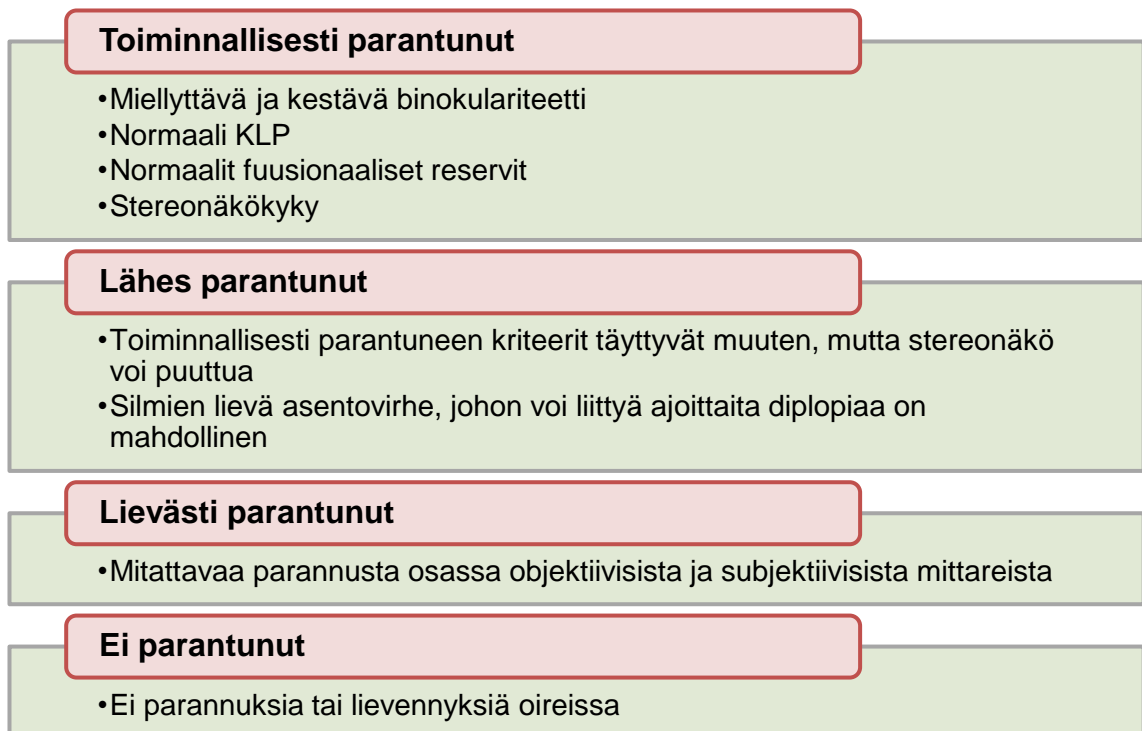 Toiminnallisesti parantunut
•Miellyttävä ja kestävä binokulariteetti
•Normaali KLP
•Normaalit fuusionaaliset reservit
•Stereonäkökyky
Lähes parantunut
•Toiminnallisesti parantuneen kriteerit täyttyvät muuten, mutta stereonäkö
voi puuttua
•Silmien lievä asentovirhe, johon voi liittyä ajoittaita diplopiaa on
mahdollinen
Lievästi parantunut
•Mitattavaa parannusta osassa objektiivisista ja subjektiivisista mittareista
Ei parantunut
•Ei parannuksia tai lievennyksiä oireissa